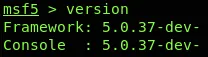 msf5 > version
Framework: 5.0.37-dev-
Console  : 5.0.37-dev-